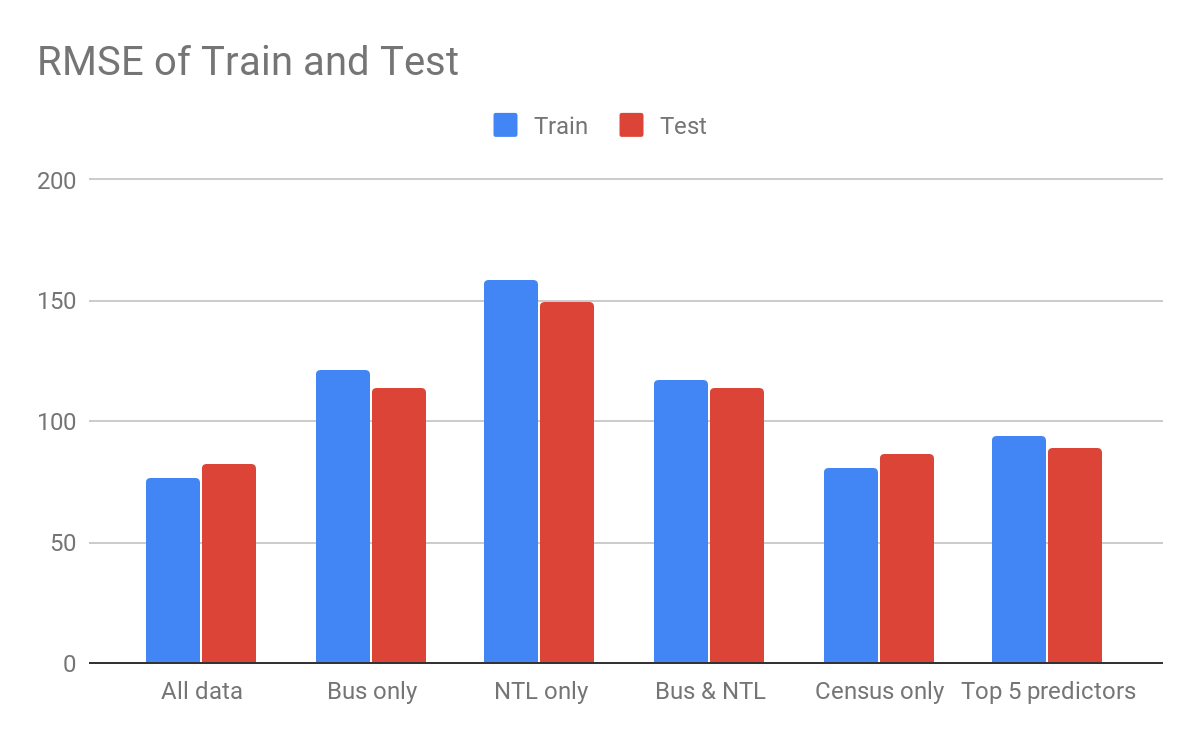 RMSE of Train and Test
Train Test
200
150
100
50
0
All data Bus only NTL only Bus & NTL Census only Top 5 predictors